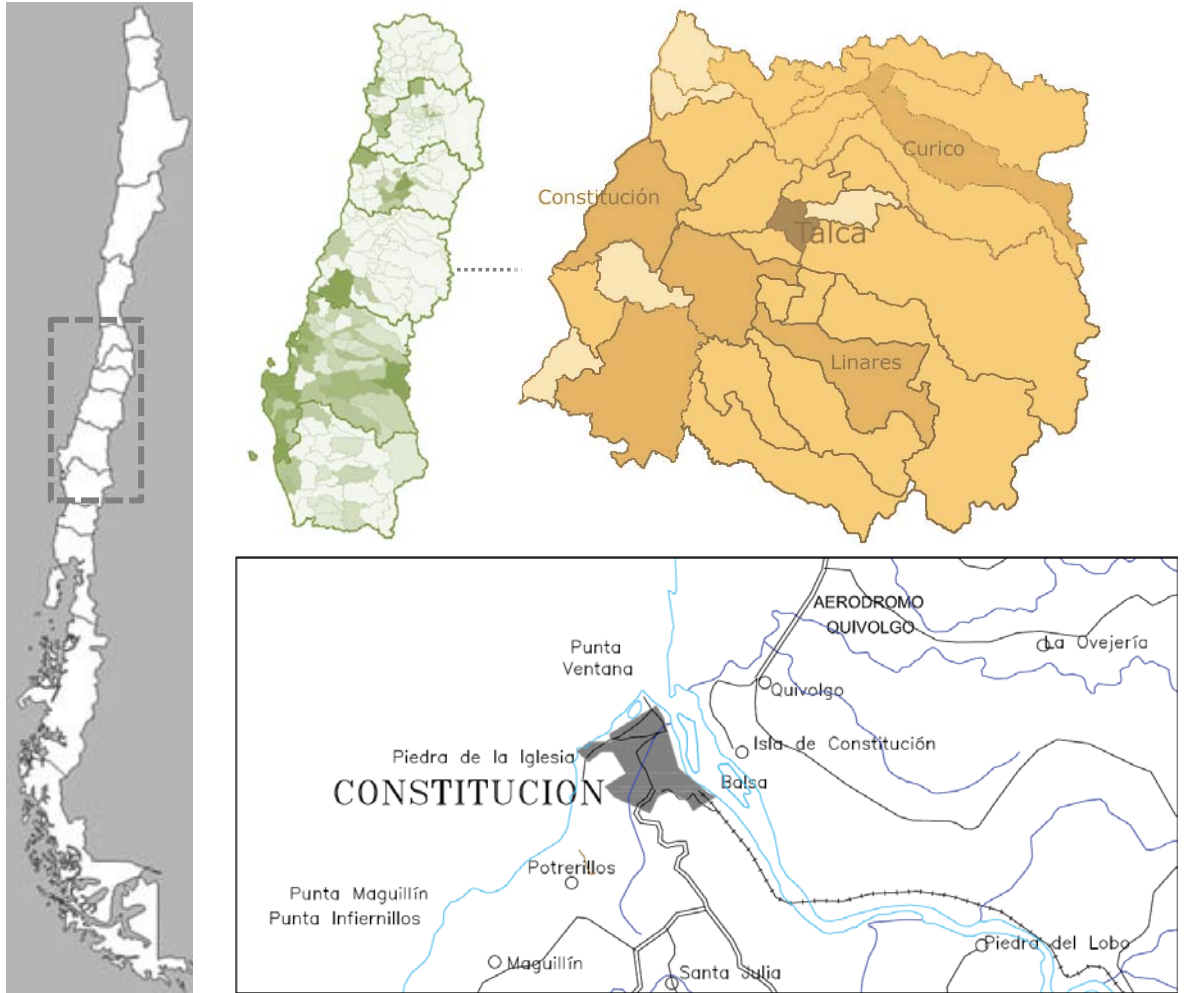 Curico
Constitución
Talca
Linares
AERODROMO
QUIVOLGO
Punta
Ventana
La Ovejería
Quivolgo
Isla de Constitución
Piedra de la Iglesia
Balsa
CONSTITUCION
Potrerillos
Punta Maguillín
Punta Infiernillos
Piedra del Lobo
Maguillín
Santa Julia